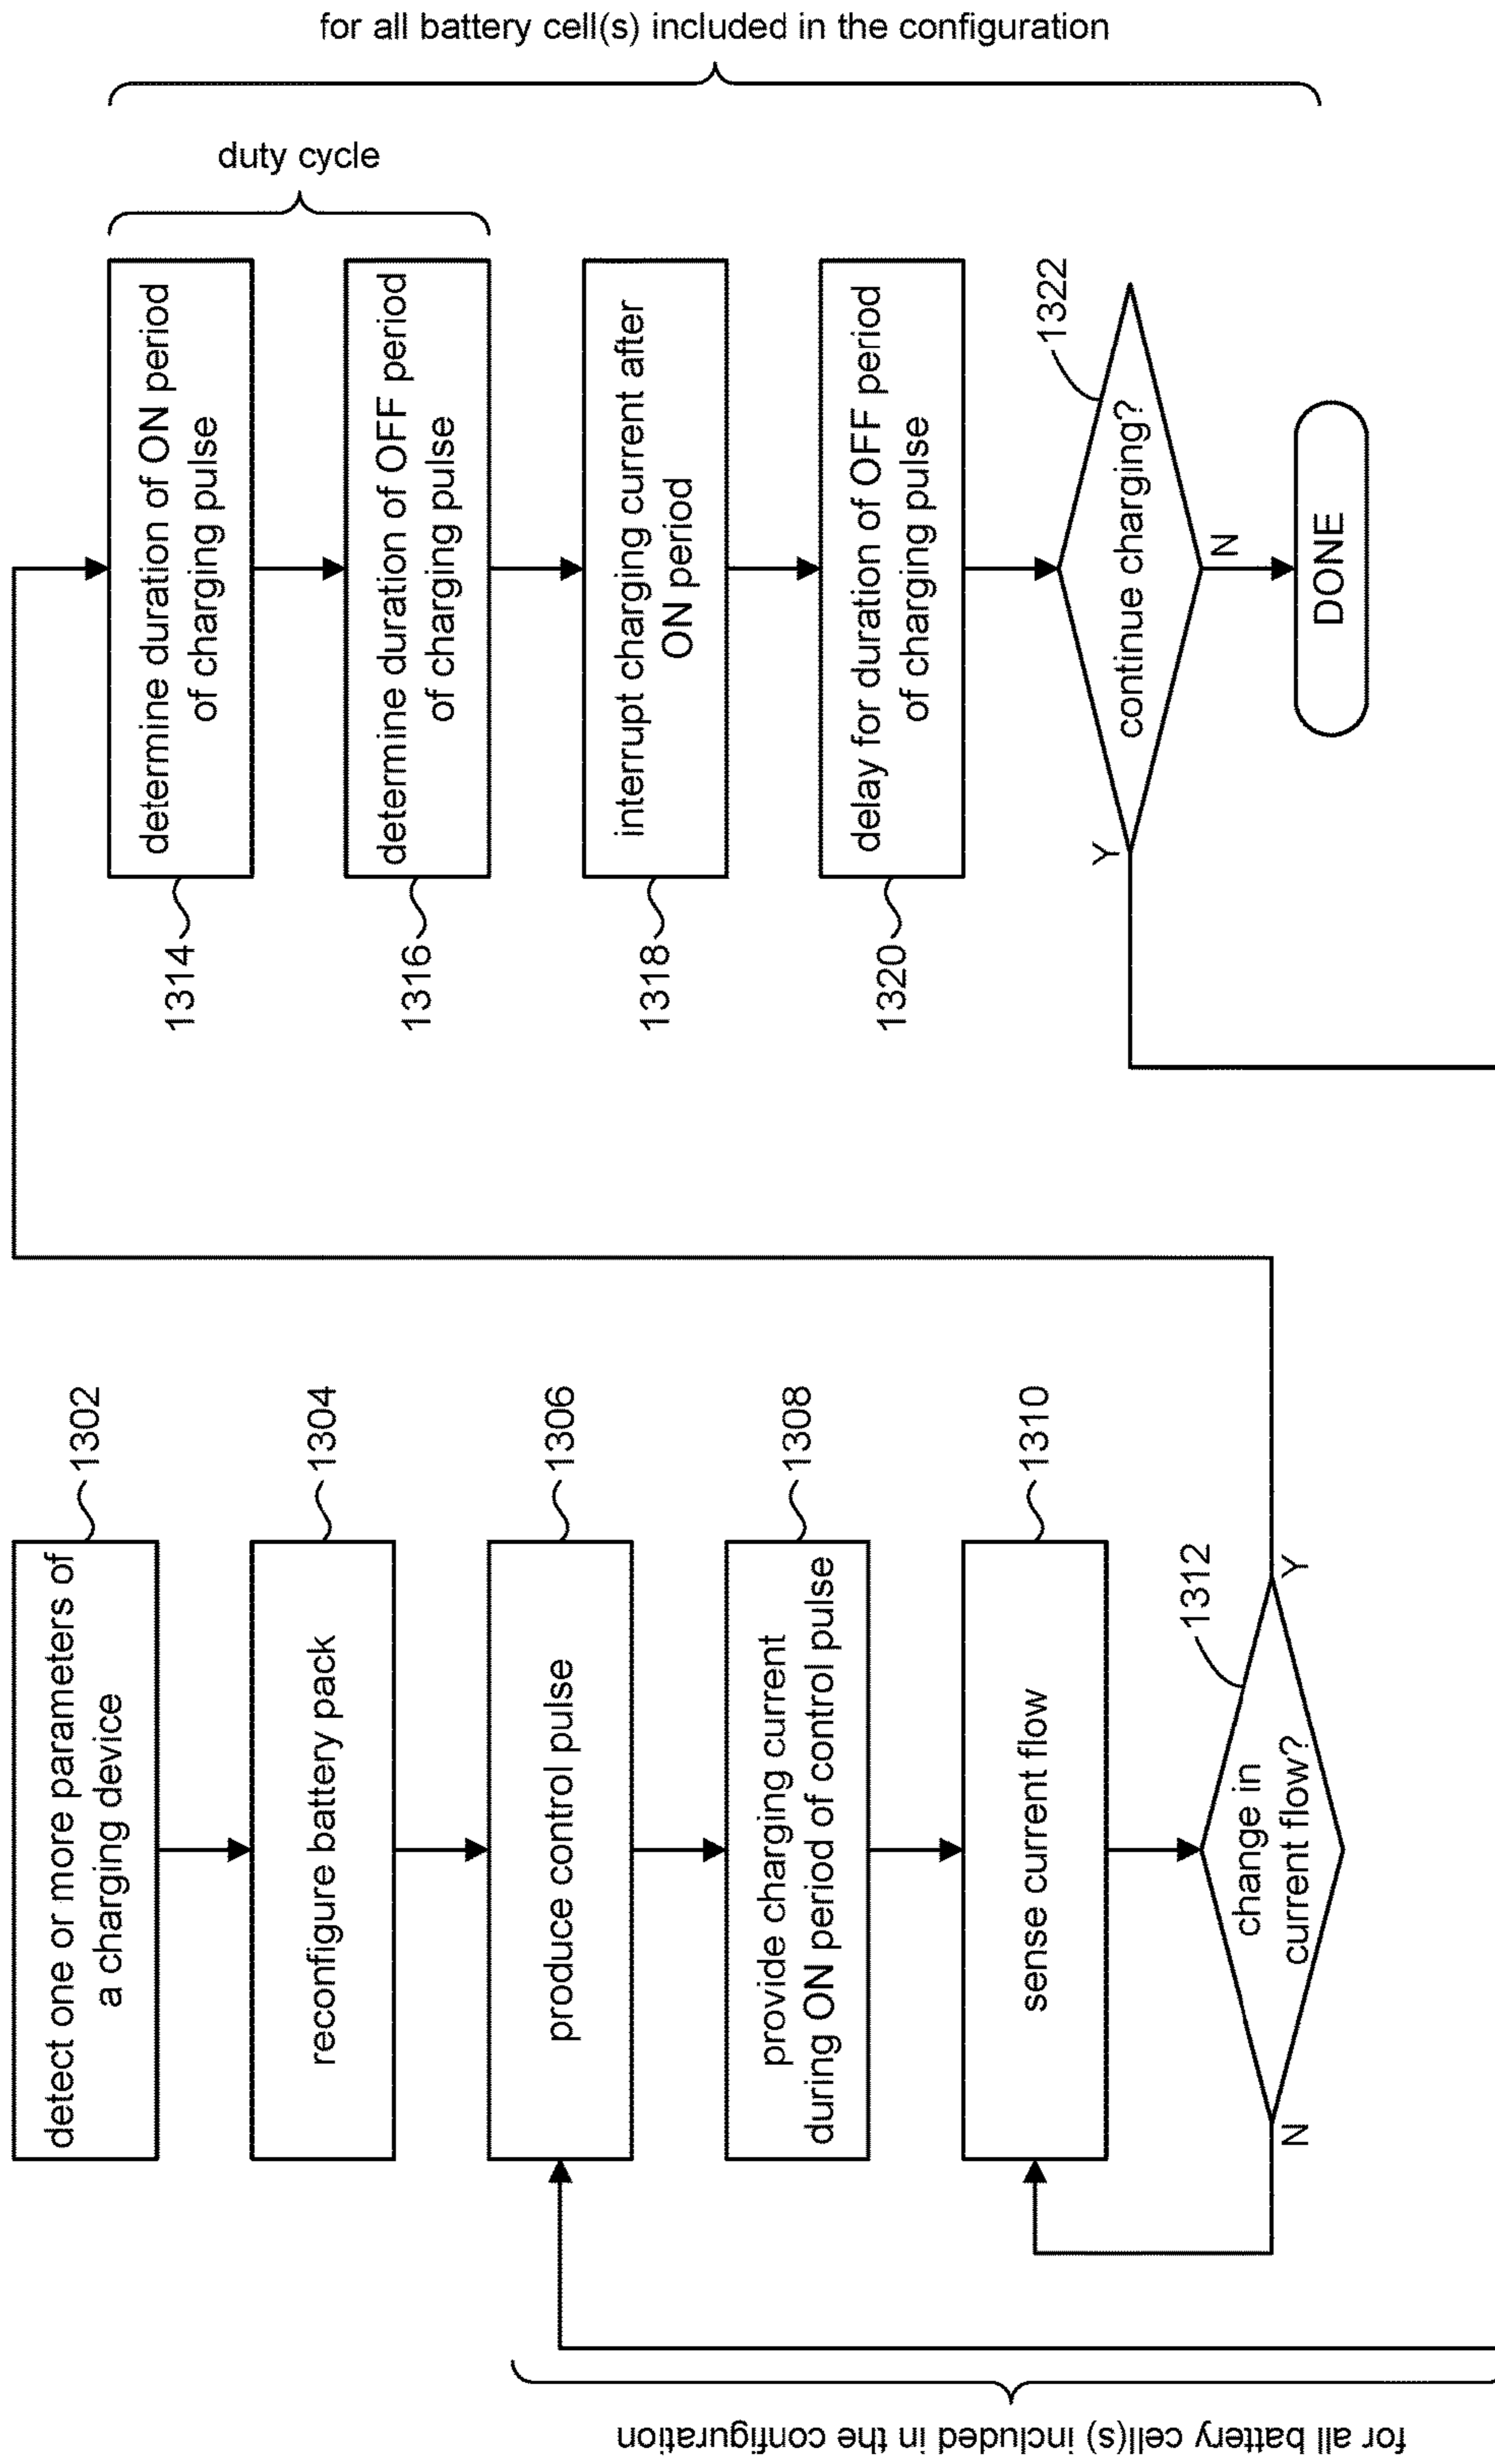 detect one or more parameters of
a charging device
1302
reconfigure battery pack
1304
produce control pulse
1306
provide charging current
during ON period of control pulse
1308
sense current flow
1310
change in
current flow?
1312
N
Y
for all battery cell(s) included in the configuration
determine duration of ON period
of charging pulse
1314
determine duration of OFF period
of charging pulse
1316
duty cycle
interrupt charging current after
ON period
1318
delay for duration of OFF period
of charging pulse
1320
continue charging?
1322
Y
N
DONE
for all battery cell(s) included in the configuration